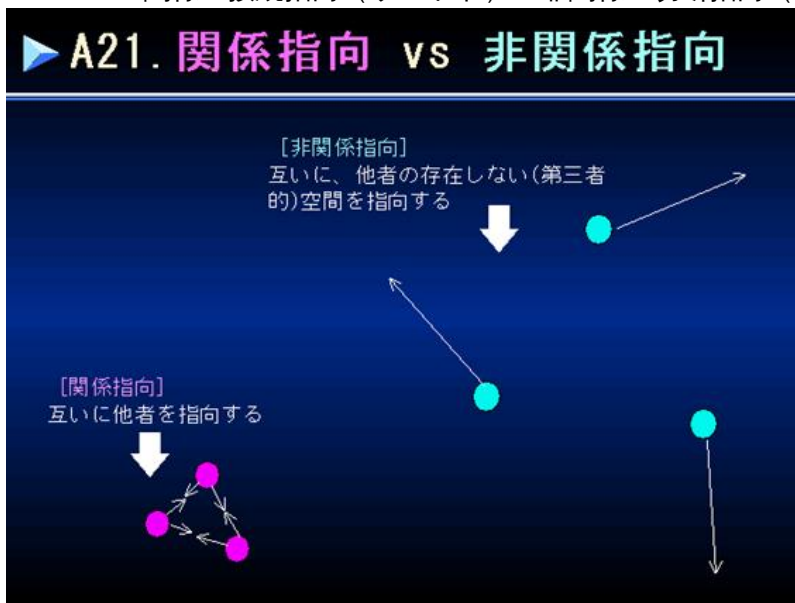 A21.関係指向 vs 非関係指向
[非関係指向]
互いに、他者の存在しない(第三者
的)空間を指向する
[関係指向]
互いに他者を指向する